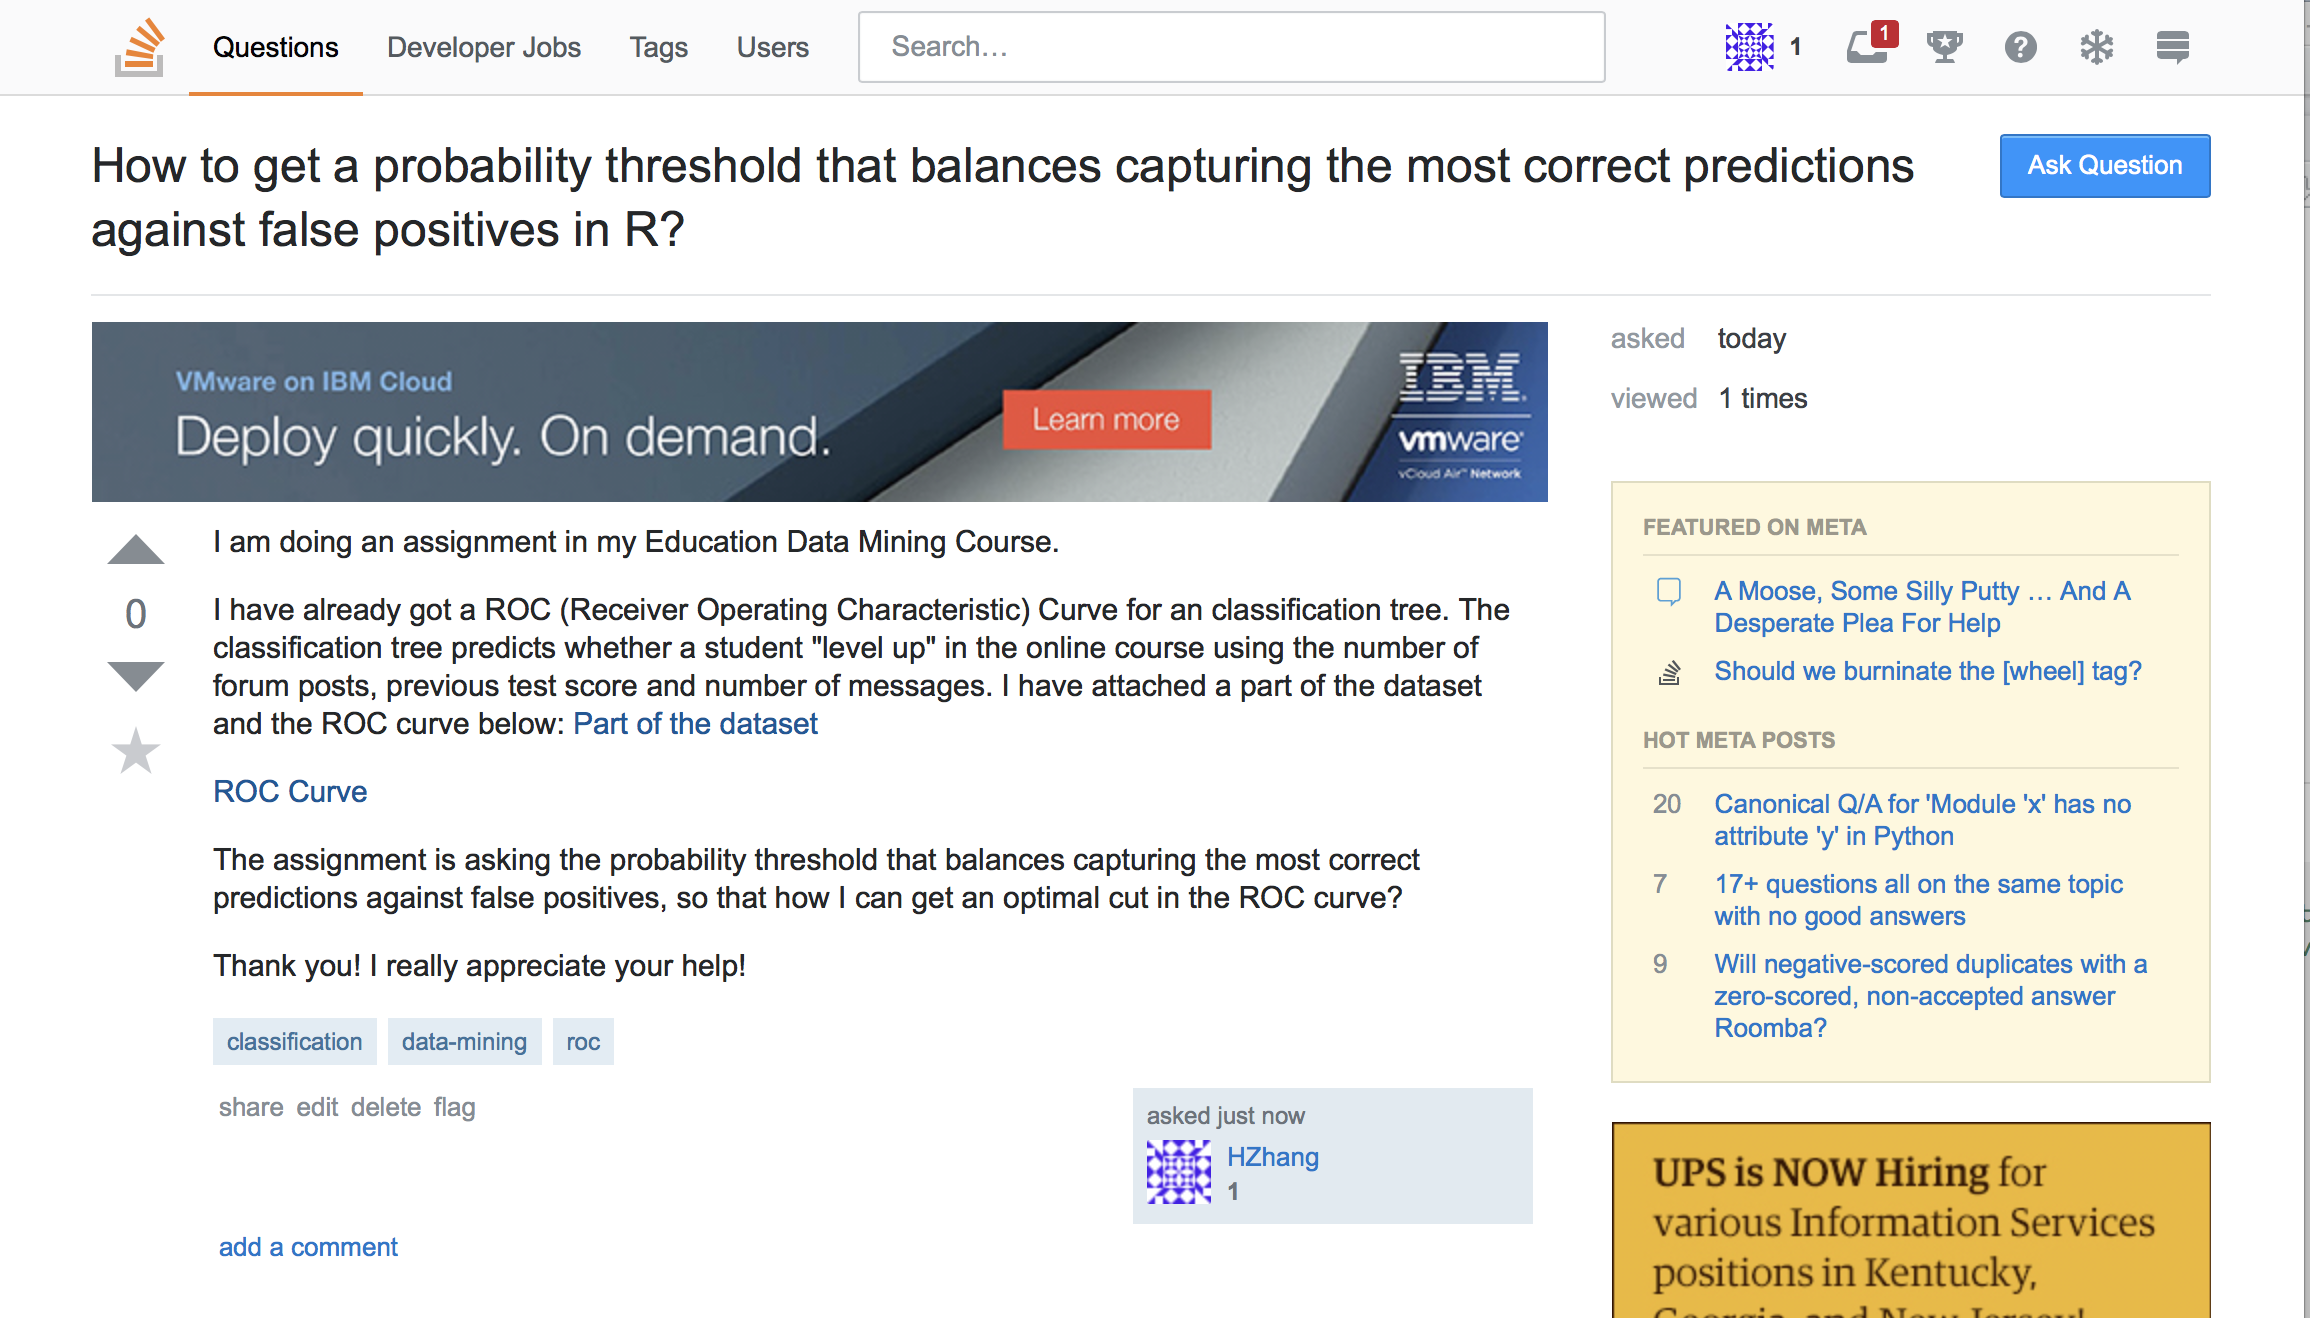 Questions Developer Jobs Tags Users Search… 1 1 ?
How to get a probability threshold that balances capturing the most correct predictions
against false positives in R?
Ask Question
VMware on IBM Cloud
Deploy quickly. On demand.
Learn more
IBM.
vmware
vCloud Air™ Network
asked today
viewed 1 times
0
I am doing an assignment in my Education Data Mining Course.
I have already got a ROC (Receiver Operating Characteristic) Curve for an classification tree. The
classification tree predicts whether a student "level up" in the online course using the number of
forum posts, previous test score and number of messages. I have attached a part of the dataset
and the ROC curve below: Part of the dataset
ROC Curve
The assignment is asking the probability threshold that balances capturing the most correct
predictions against false positives, so that how I can get an optimal cut in the ROC curve?
Thank you! I really appreciate your help!
classification data-mining roc
share edit delete flag
asked just now
HZhang
1
add a comment
FEATURED ON META
A Moose, Some Silly Putty … And A
Desperate Plea For Help
Should we burninate the [wheel] tag?
HOT META POSTS
20 Canonical Q/A for 'Module 'x' has no
attribute 'y' in Python
7 17+ questions all on the same topic
with no good answers
9 Will negative-scored duplicates with a
zero-scored, non-accepted answer
Roomba?
UPS is NOW Hiring for
various Information Services
positions in Kentucky,
Georgia, and New Jersey!